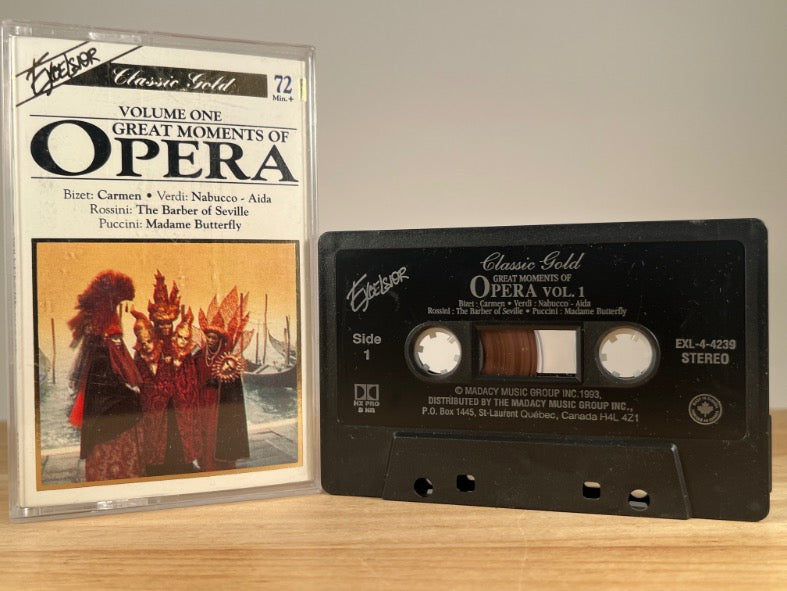 Excelsior
Classic Gold
72
Min.+
VOLUME ONE
GREAT MOMENTS OF
OPERA
Bizet: Carmen • Verdi: Nabucco - Aida
Rossini: The Barber of Seville
Puccini: Madame Butterfly
Excelsior
Classic Gold
GREAT MOMENTS OF
OPERA VOL. 1
Bizet : Carmen • Verdi : Nabucco - Aida
Rossini : The Barber of Seville • Puccini : Madame Butterfly
Side
1
EXL-4-4239
STEREO
HX PRO
B NR
© MADACY MUSIC GROUP INC.1993,
DISTRIBUTED BY THE MADACY MUSIC GROUP INC.,
P.O. Box 1445, St-Laurent Québec, Canada H4L 4Z1